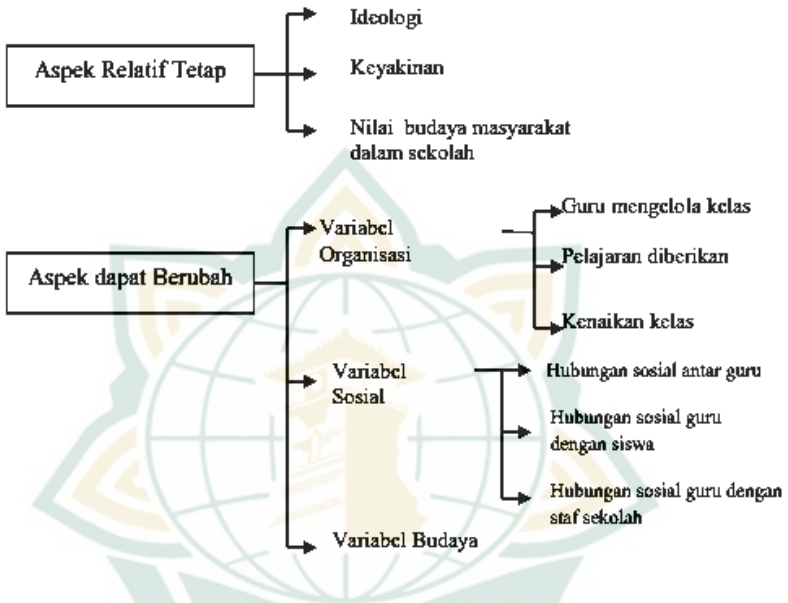 Ideologi
Aspek Relatif Tetap
Keyakinan
Nilai budaya masyarakat
dalam sekolah
Aspek dapat Berubah
Variabel
Organisasi
Guru mengelola kelas
Pelajaran diberikan
Kenaikan kelas
Variabel
Sosial
Hubungan sosial antar guru
Hubungan sosial guru
dengan siswa
Hubungan sosial guru dengan
staf sekolah
Variabel Budaya